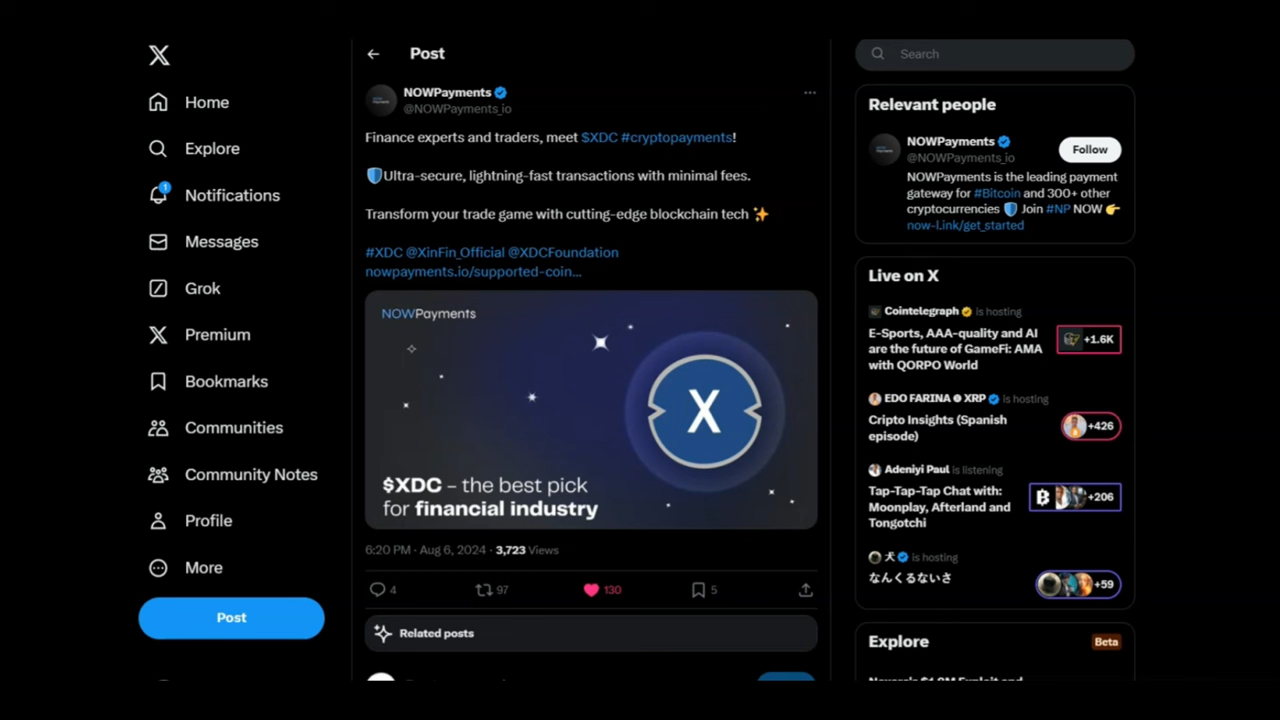 Home
Explore
1
Notifications
Messages
Grok
Premium
Bookmarks
Communities
Community Notes
Profile
More
Post
Post
NOWPayments
@NOWPayments_io
Finance experts and traders, meet $XDC #cryptopayments!
🛡️Ultra-secure, lightning-fast transactions with minimal fees.
Transform your trade game with cutting-edge blockchain tech ✨
#XDC @XinFin_Official @XDCFoundation
nowpayments.io/supported-coin...
NOWPayments
X
$XDC – the best pick
for financial industry
6:20 PM · Aug 6, 2024 · 3,723 Views
4 97 130 5
Related posts
Search
Relevant people
NOWPayments
@NOWPayments_io
Follow
NOWPayments is the leading payment
gateway for #Bitcoin and 300+ other
cryptocurrencies 🛡️ Join #NP NOW 👉
now-Link/get_started
Live on X
Cointelegraph is hosting
E-Sports, AAA-quality and AI
are the future of GameFi: AMA
with QORPO World
+1.6K
EDO FARINA XRP is hosting
Cripto Insights (Spanish
episode)
+426
Adeniyi Paul is listening
Tap-Tap-Tap Chat with:
Moonplay, Afterland and
Tongotchi
+206
犬 is hosting
なんくるないさ
+59
Explore
Beta